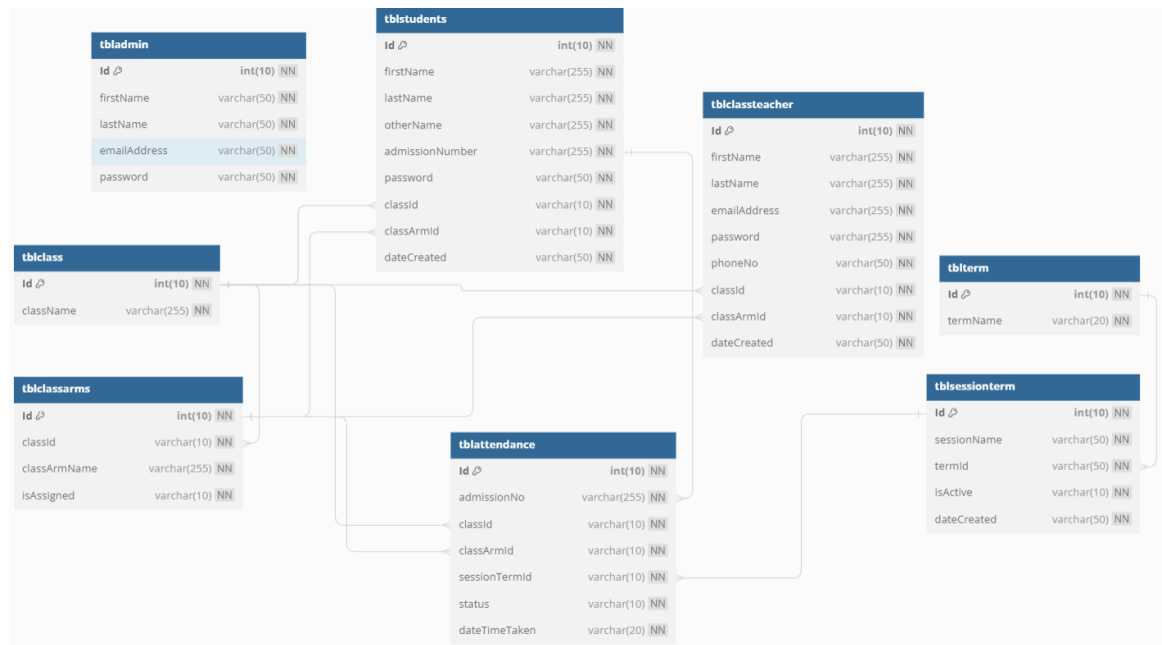 tbladmin
Id int(10) NN
firstName varchar(50) NN
lastName varchar(50) NN
emailAddress varchar(50) NN
password varchar(50) NN
tblstudents
Id int(10) NN
firstName varchar(255) NN
lastName varchar(255) NN
otherName varchar(255) NN
admissionNumber varchar(255) NN
password varchar(50) NN
classId varchar(10) NN
classArmId varchar(10) NN
dateCreated varchar(50) NN
tblclassteacher
Id int(10) NN
firstName varchar(255) NN
lastName varchar(255) NN
emailAddress varchar(255) NN
password varchar(255) NN
phoneNo varchar(50) NN
classId varchar(10) NN
classArmId varchar(10) NN
dateCreated varchar(50) NN
tblclass
Id int(10) NN
className varchar(255) NN
tblterm
Id int(10) NN
termName varchar(20) NN
tblclassarms
Id int(10) NN
classId varchar(10) NN
classArmName varchar(255) NN
isAssigned varchar(10) NN
tblsessionterm
Id int(10) NN
sessionName varchar(50) NN
termId varchar(50) NN
isActive varchar(10) NN
dateCreated varchar(50) NN
tblattendance
Id int(10) NN
admissionNo varchar(255) NN
classId varchar(10) NN
classArmId varchar(10) NN
sessionTermId varchar(10) NN
status varchar(10) NN
dateTimeTaken varchar(20) NN